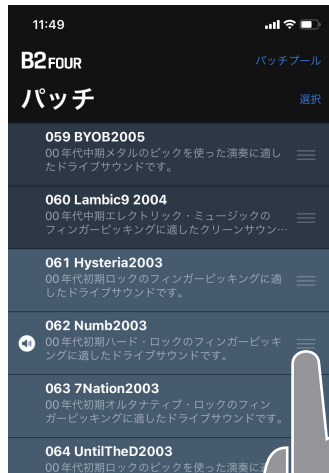 11:49
B2 FOUR
パッチプール
パッチ
選択
059 BYOB2005
00年代中期メタルのピックを使った演奏に適し
たドライブサウンドです。
060 Lambic9 2004
00年代中期エレクトリック・ミュージックの
フィンガーピッキングに適したクリーンサウン…
061 Hysteria2003
00年代初期ロックのフィンガーピッキングに適
したドライブサウンドです。
062 Numb2003
00年代初期ハード・ロックのフィンガーピッキ
ングに適したドライブサウンドです。
063 7Nation2003
00年代初期オルタナティブ・ロックのフィン
ガーピッキングに適したドライブサウンドです。
064 UntilTheD2003
00年代初期ロックのピックを使った演奏に